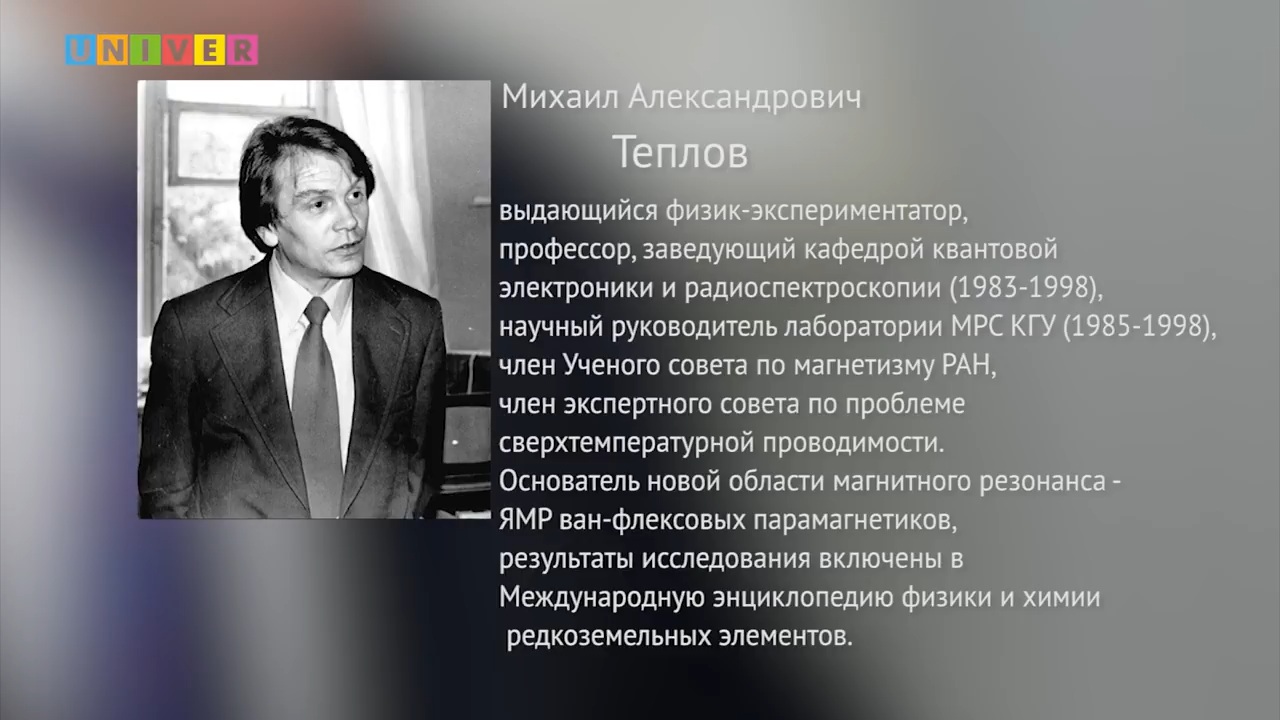 UNIVER
Михаил Александрович
Теплов
выдающийся физик-экспериментатор,
профессор, заведующий кафедрой квантовой
электроники и радиоспектроскопии (1983-1998),
научный руководитель лаборатории МРС КГУ (1985-1998),
член Ученого совета по магнетизму РАН,
член экспертного совета по проблеме
сверхтемпературной проводимости.
Основатель новой области магнитного резонанса -
ЯМР ван-флексовых парамагнетиков,
результаты исследования включены в
Международную энциклопедию физики и химии
редкоземельных элементов.